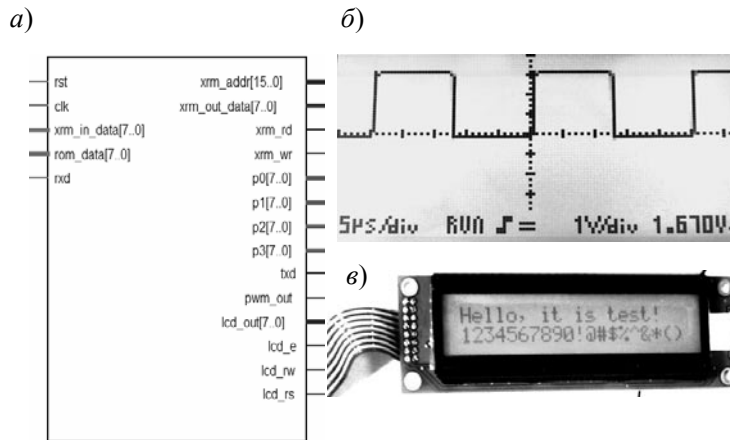 а)
rst
clk
xrm_in_data[7..0]
rom_data[7..0]
rxd
xrm_addr[15..0]
xrm_out_data[7..0]
xrm_rd
xrm_wr
p0[7..0]
p1[7..0]
p2[7..0]
p3[7..0]
txd
pwm_out
lcd_out[7..0]
lcd_e
lcd_rw
lcd_rs
б)
5µs/div RUN 1V/div 1.670V
в)
Hello, it is test!
1234567890!@#$%^&*()